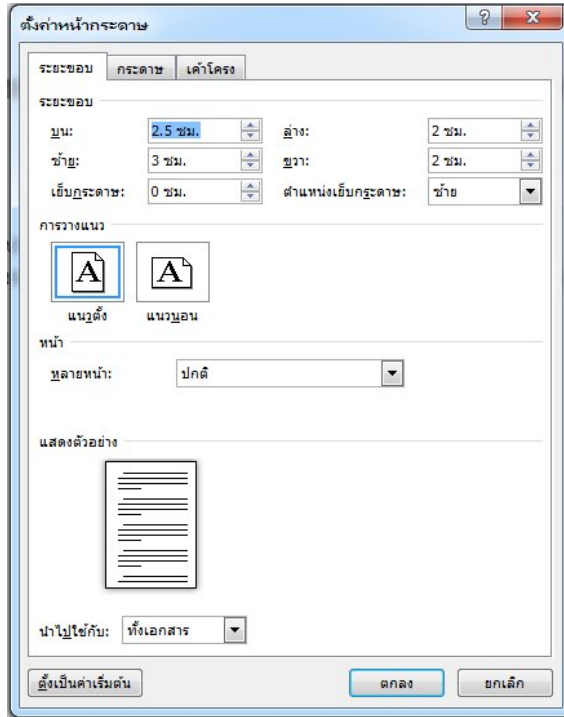 ตั้งค่าหน้ากระดาษ
ระยะขอบ กระดาษ เค้าโครง
ระยะขอบ
บน: 2.5 ซม. ล่าง: 2 ซม.
ซ้าย: 3 ซม. ขวา: 2 ซม.
เย็บกระดาษ: 0 ซม. ตำแหน่งเย็บกระดาษ: ซ้าย
การวางแนว
A A
แนวตั้ง แนวนอน
หน้า
หลายหน้า: ปกติ
แสดงตัวอย่าง
นำไปใช้กับ: ทั้งเอกสาร
ตั้งเป็นค่าเริ่มต้น ตกลง ยกเลิก